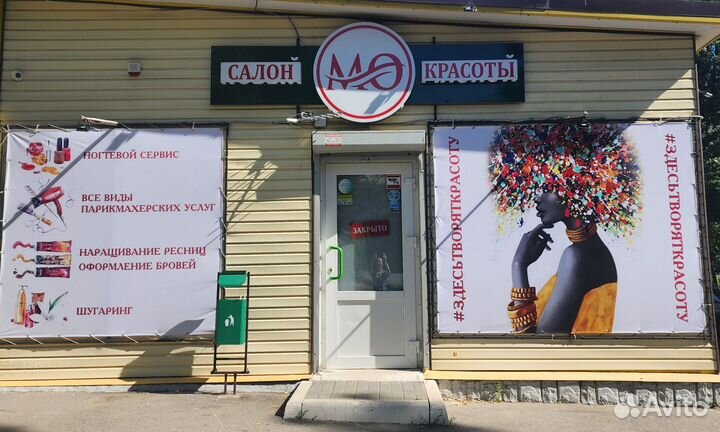 САЛОН
МО
КРАСОТЫ
НОГТЕВОЙ СЕРВИС
ВСЕ ВИДЫ
ПАРИКМАХЕРСКИХ УСЛУГ
НАРАЩИВАНИЕ РЕСНИЦ
ОФОРМЛЕНИЕ БРОВЕЙ
ШУГАРИНГ
ЗАКРЫТО
#ЗДЕСЬТВОРЯТКРАСОТУ
#ЗДЕСЬТВОРЯТКРАСОТУ
Avito